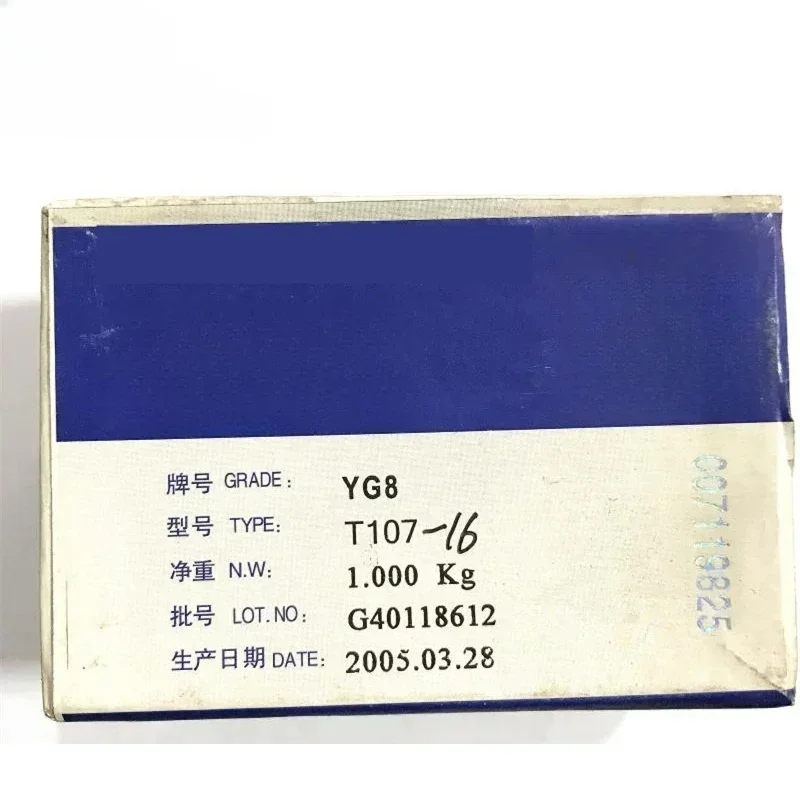 牌号 GRADE: YG8
型号 TYPE: T107-16
净重 N.W: 1.000 Kg
批号 LOT.NO: G40118612
生产日期 DATE: 2005.03.28
007119825